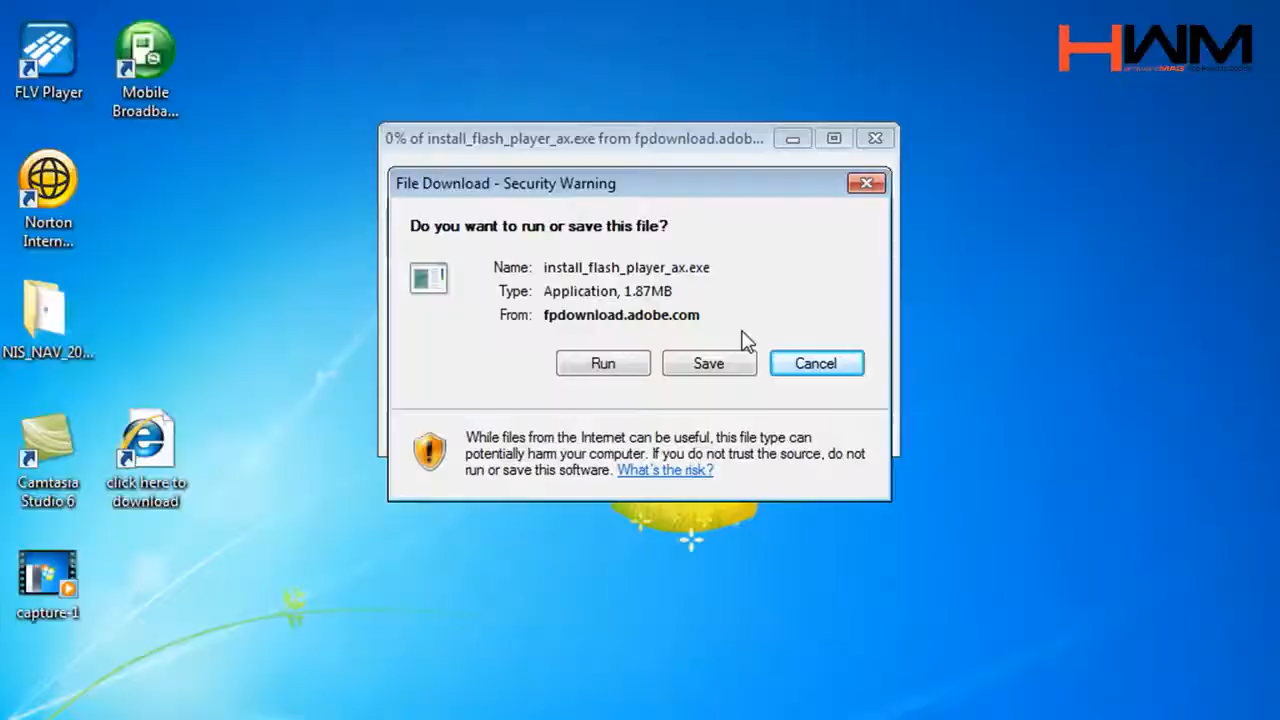 HWM
FLV Player
Mobile
Broadba...
Norton
Intern...
NIS_NAV_20...
Camtasia
Studio 6
click here to
download
capture-1
0% of install_flash_player_ax.exe from fpdownload.adob...
File Download - Security Warning
Do you want to run or save this file?
Name: install_flash_player_ax.exe
Type: Application, 1.87MB
From: fpdownload.adobe.com
Run
Save
Cancel
While files from the Internet can be useful, this file type can
potentially harm your computer. If you do not trust the source, do not
run or save this software. What's the risk?